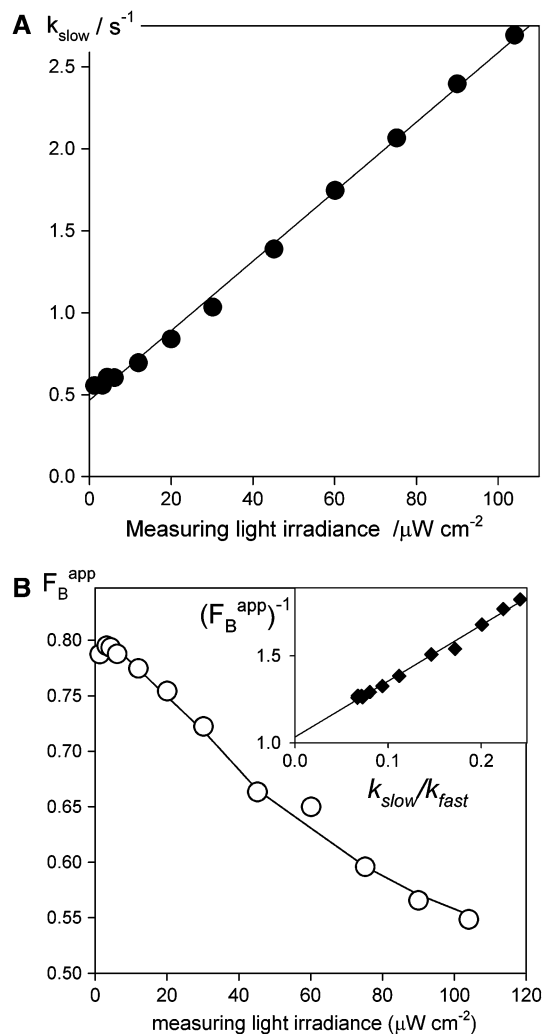 A k_slow / s⁻¹
2.5
2.0
1.5
1.0
0.5
0.0
0 20 40 60 80 100
Measuring light irradiance /μW cm⁻²
B F_B^app
0.80
0.75
0.70
0.65
0.60
0.55
0.50
(F_B^app)⁻¹
1.5
1.0
0.0 0.1 0.2
k_slow/k_fast
0 20 40 60 80 100 120
measuring light irradiance (μW cm⁻²)